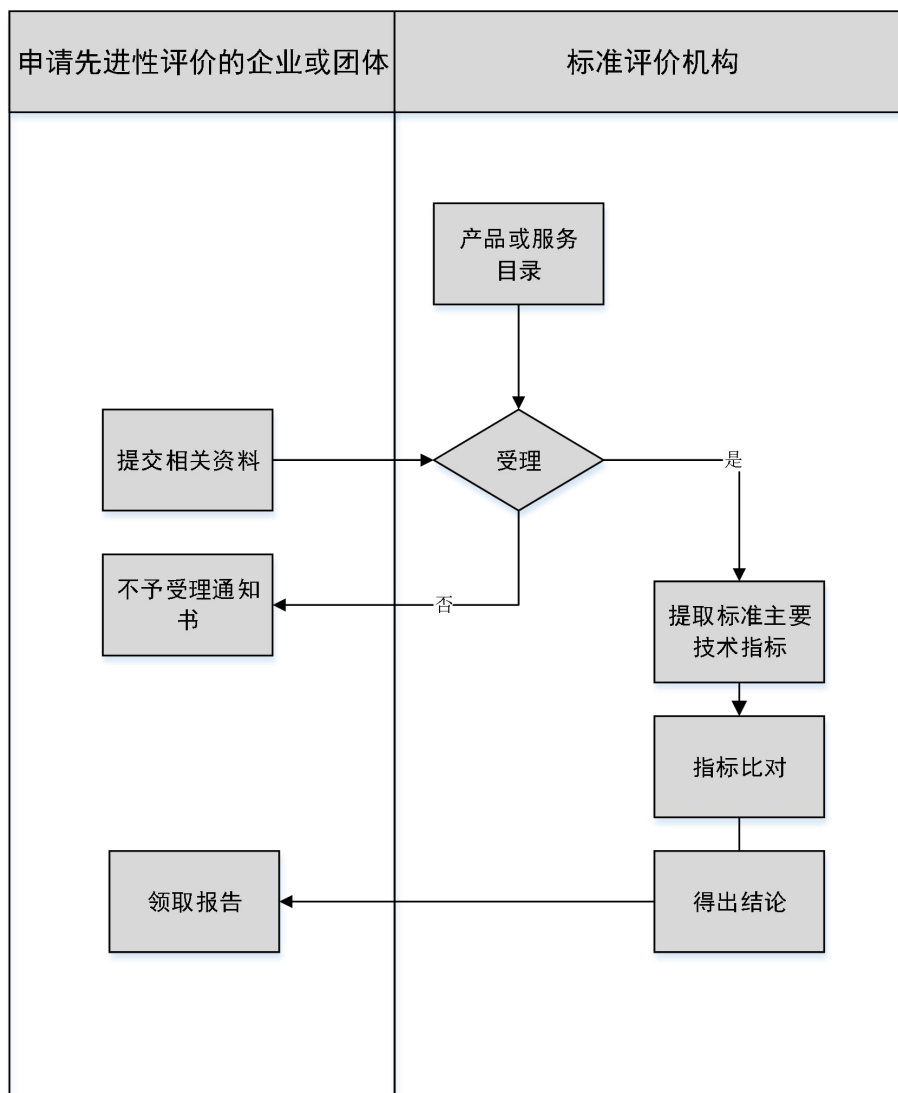 申请先进性评价的企业或团体
标准评价机构
产品或服务
目录
提交相关资料
受理
是
不予受理通知
书
否
提取标准主要
技术指标
指标比对
领取报告
得出结论